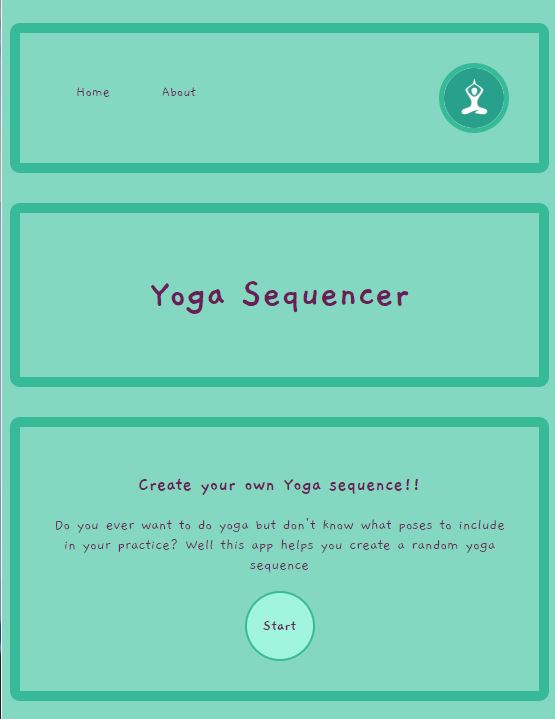 Home About
Yoga Sequencer
Create your own Yoga sequence!!
Do you ever want to do yoga but don't know what poses to include
in your practice? Well this app helps you create a random yoga
sequence
Start